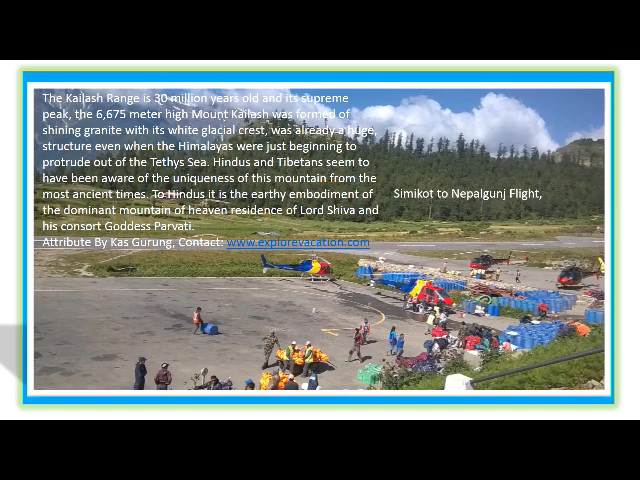 The Kailash Range is 30 million years old and its supreme
peak, the 6,675 meter high Mount Kailash was formed of
shining granite with its white glacial crest, was already a huge,
structure even when the Himalayas were just beginning to
protrude out of the Tethys Sea. Hindus and Tibetans seem to
have been aware of the uniqueness of this mountain from the
most ancient times. To Hindus it is the earthy embodiment of
the dominant mountain of heaven residence of Lord Shiva and
his consort Goddess Parvati.
Attribute By Kas Gurung, Contact: www.explorevacation.com
Simikot to Nepalgunj Flight,